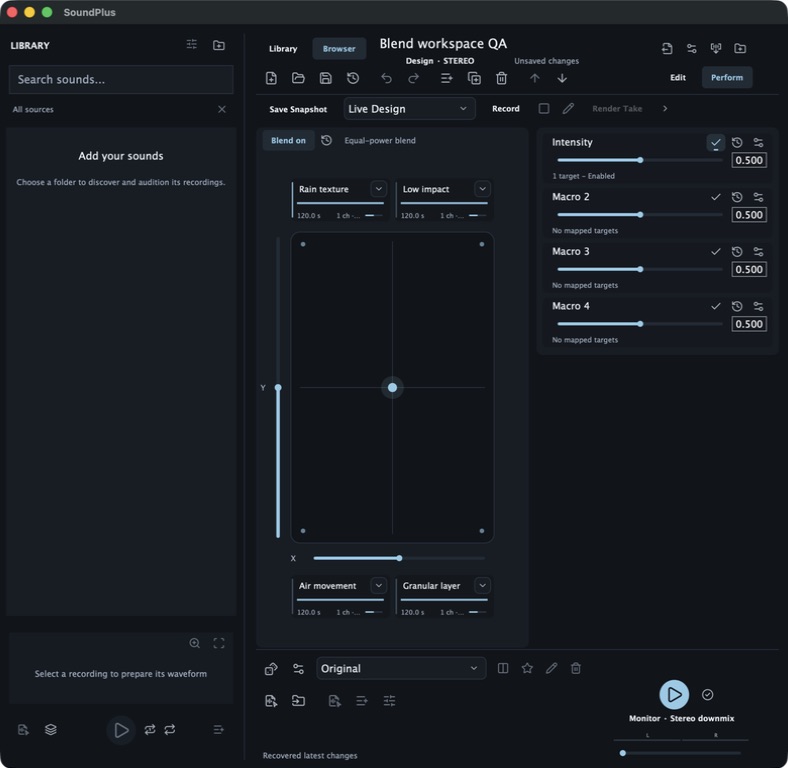 SoundPlus
LIBRARY
Search sounds...
All sources
Add your sounds
Choose a folder to discover and audition its recordings.
Select a recording to prepare its waveform
Library
Browser
Blend workspace QA
Design - STEREO
Unsaved changes
Edit
Perform
Save Snapshot
Live Design
Record
Render Take
Blend on
Equal-power blend
Rain texture
Low impact
120.0 s
1 ch -...
120.0 s
1 ch -...
Y
X
Air movement
Granular layer
120.0 s
1 ch -...
120.0 s
1 ch -...
Intensity
0.500
1 target - Enabled
Macro 2
0.500
No mapped targets
Macro 3
0.500
No mapped targets
Macro 4
0.500
No mapped targets
Original
Monitor - Stereo downmix
L
R
Recovered latest changes